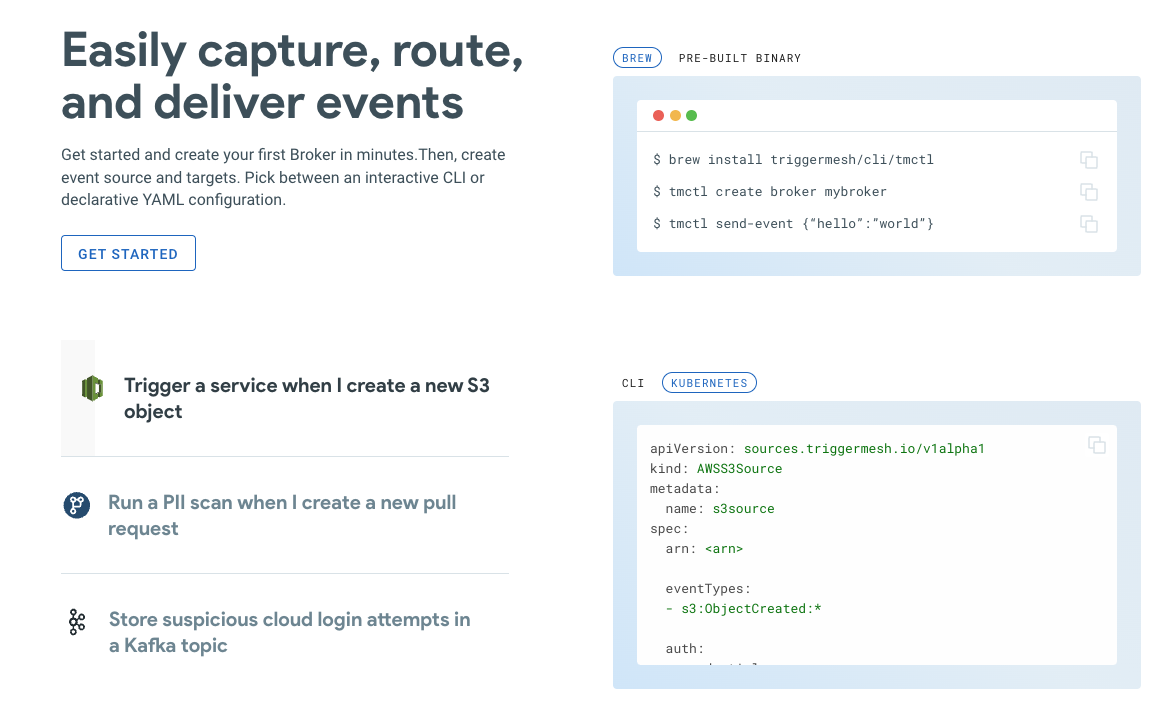 Easily capture, route,
and deliver events
Get started and create your first Broker in minutes.Then, create
event source and targets. Pick between an interactive CLI or
declarative YAML configuration.
GET STARTED
BREW PRE-BUILT BINARY
$ brew install triggermesh/cli/tmctl
$ tmctl create broker mybroker
$ tmctl send-event {“hello”:”world”}
Trigger a service when I create a new S3
object
Run a PII scan when I create a new pull
request
Store suspicious cloud login attempts in
a Kafka topic
CLI KUBERNETES
apiVersion: sources.triggermesh.io/v1alpha1
kind: AWSS3Source
metadata:
  name: s3source
spec:
  arn: <arn>
  eventTypes:
  - s3:ObjectCreated:*
  auth: